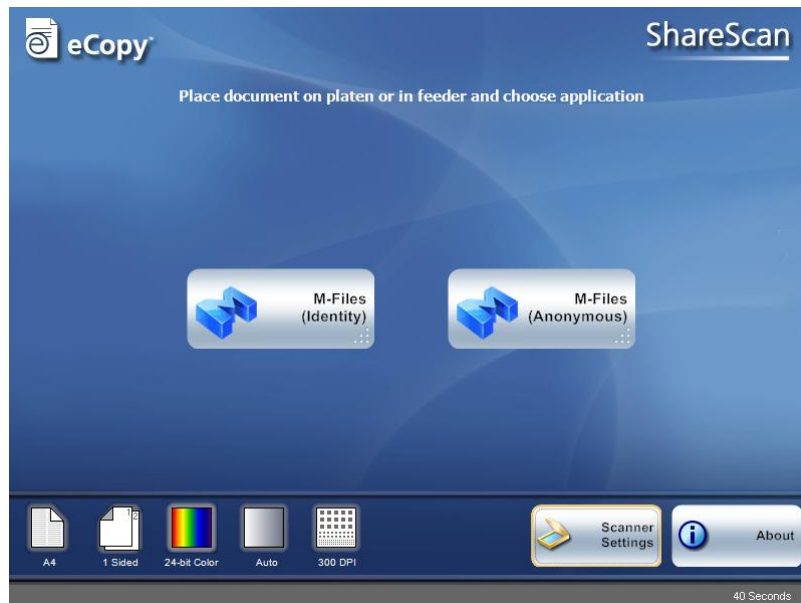 eCopy™
ShareScan
Place document on platen or in feeder and choose application
M-Files
(Identity)
M-Files
(Anonymous)
A4
1 Sided
24-bit Color
Auto
300 DPI
Scanner
Settings
About
40 Seconds